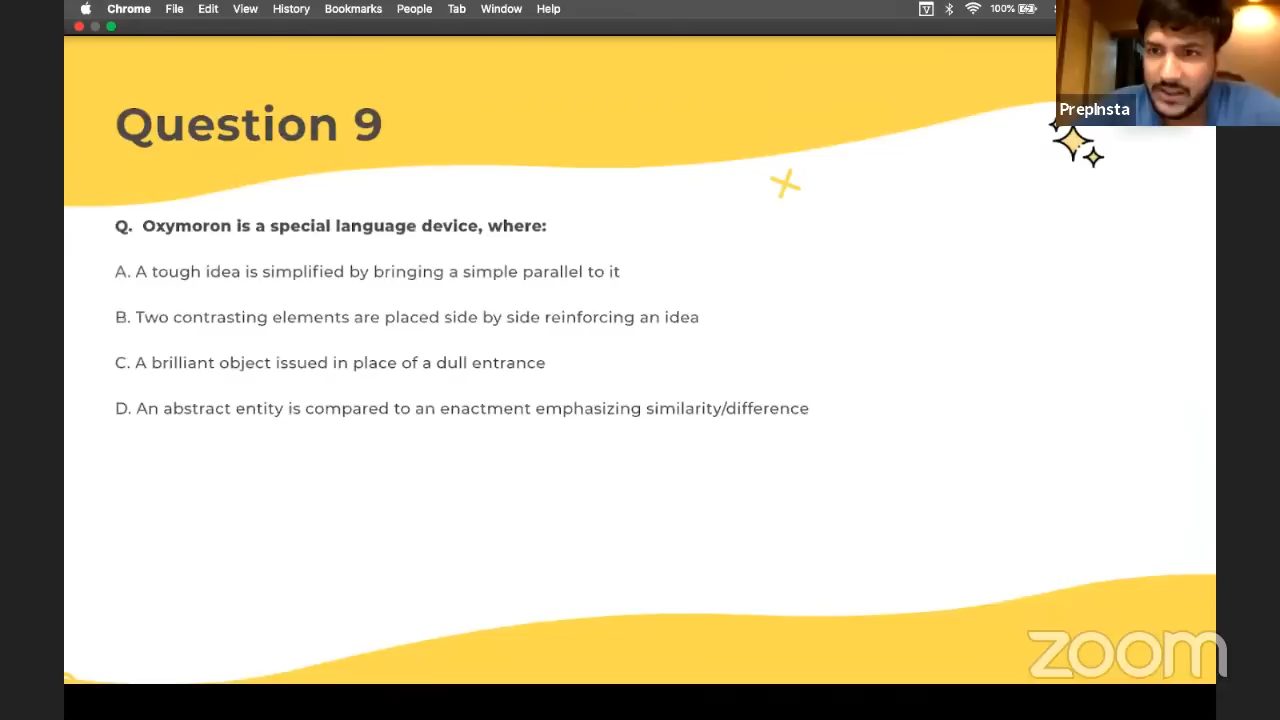 Chrome File Edit View History Bookmarks People Tab Window Help 100%
PrepInsta
Question 9
Q. Oxymoron is a special language device, where:
A. A tough idea is simplified by bringing a simple parallel to it
B. Two contrasting elements are placed side by side reinforcing an idea
C. A brilliant object issued in place of a dull entrance
D. An abstract entity is compared to an enactment emphasizing similarity/difference
zoom